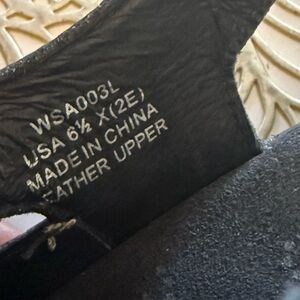 WSA003L
USA 6½ X(2E)
MADE IN CHINA
EATHER UPPER